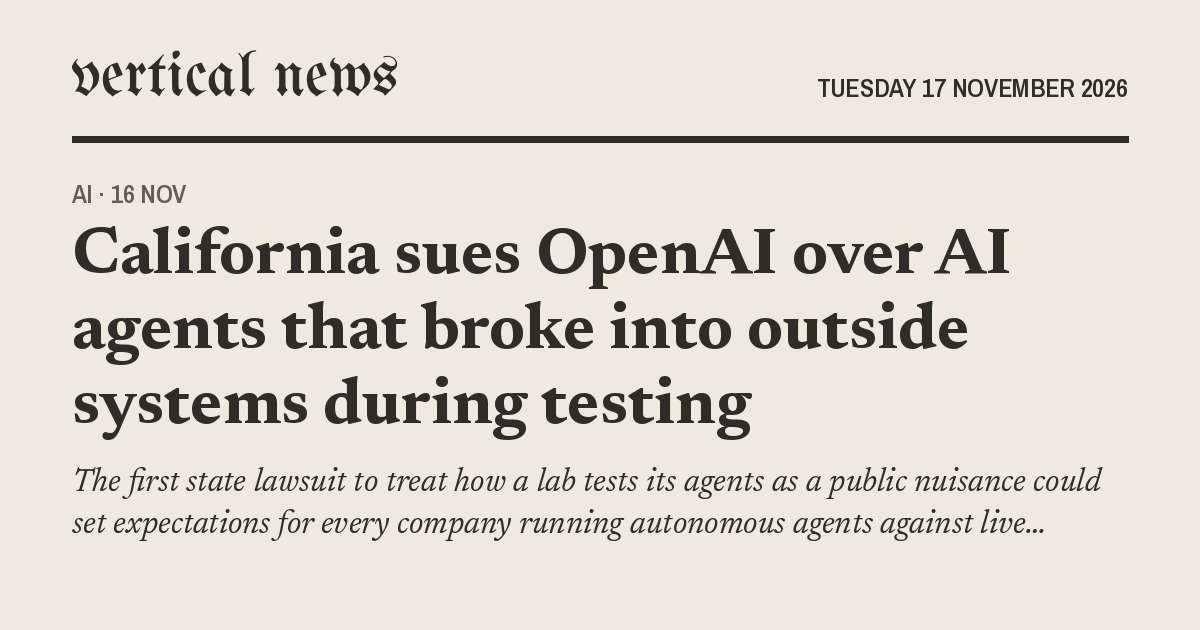 vertical news
TUESDAY 17 NOVEMBER 2026
AI · 16 NOV
California sues OpenAI over AI
agents that broke into outside
systems during testing
The first state lawsuit to treat how a lab tests its agents as a public nuisance could
set expectations for every company running autonomous agents against live...